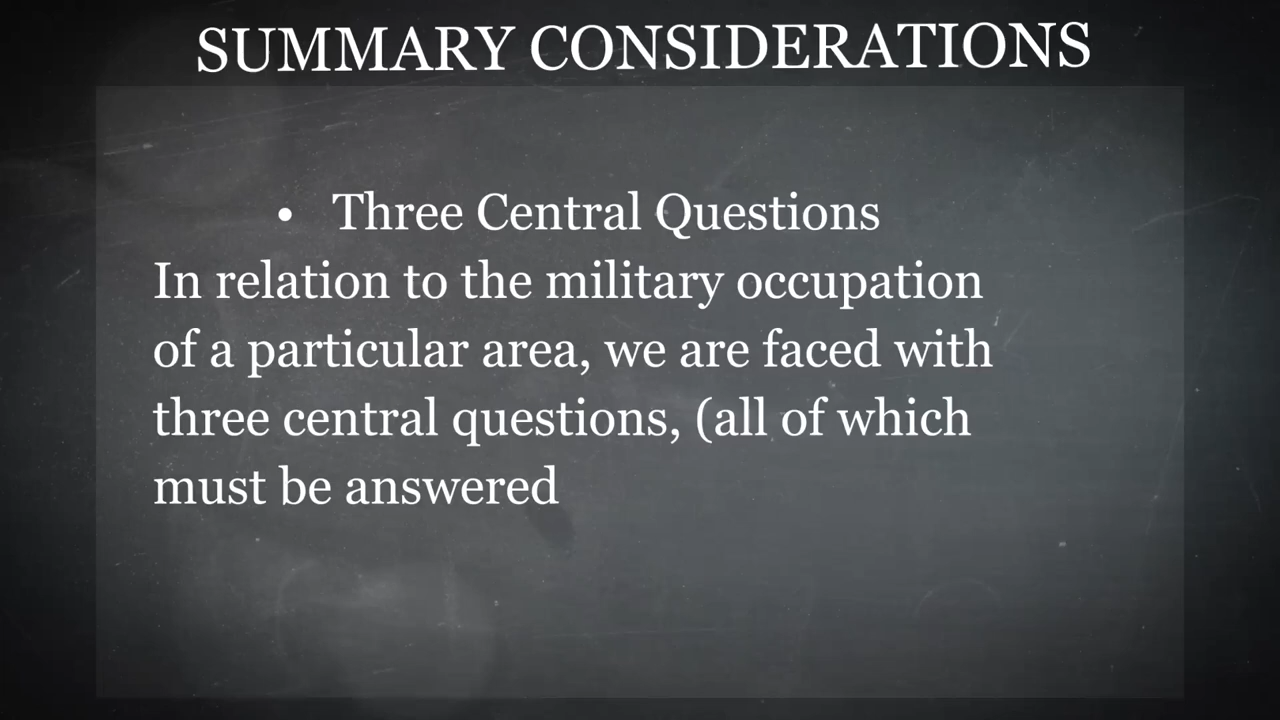 SUMMARY CONSIDERATIONS
• Three Central Questions
In relation to the military occupation
of a particular area, we are faced with
three central questions, (all of which
must be answered